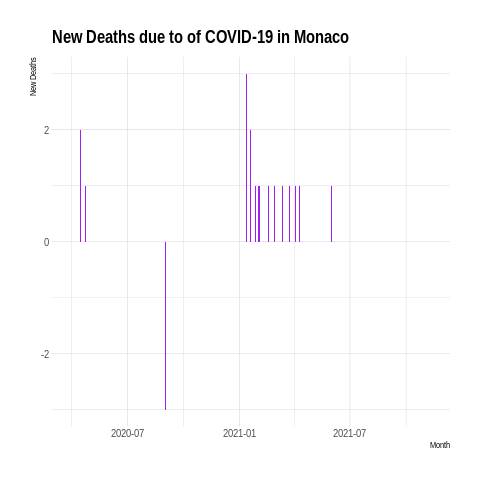 New Deaths due to of COVID-19 in Monaco
New Deaths
2
0
-2
2020-07
2021-01
2021-07
Month